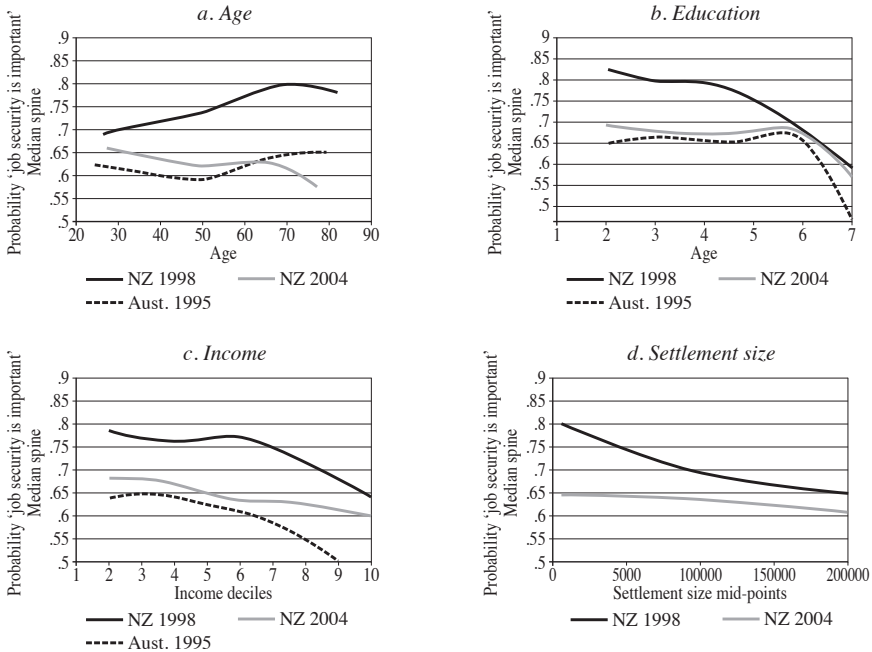 a. Age
Probability ‘job security is important’
Median spine
.9
.85
.8
.75
.7
.65
.6
.55
.5
20 30 40 50 60 70 80 90
Age
NZ 1998 NZ 2004
Aust. 1995
b. Education
Probability ‘job security is important’
Median spine
.9
.85
.8
.75
.7
.65
.6
.55
.5
1 2 3 4 5 6 7
Age
NZ 1998 NZ 2004
Aust. 1995
c. Income
Probability ‘job security is important’
Median spine
.9
.85
.8
.75
.7
.65
.6
.55
.5
1 2 3 4 5 6 7 8 9 10
Income deciles
NZ 1998 NZ 2004
Aust. 1995
d. Settlement size
Probability ‘job security is important’
Median spine
.9
.85
.8
.75
.7
.65
.6
.55
.5
0 5000 100000 150000 200000
Settlement size mid-points
NZ 1998 NZ 2004